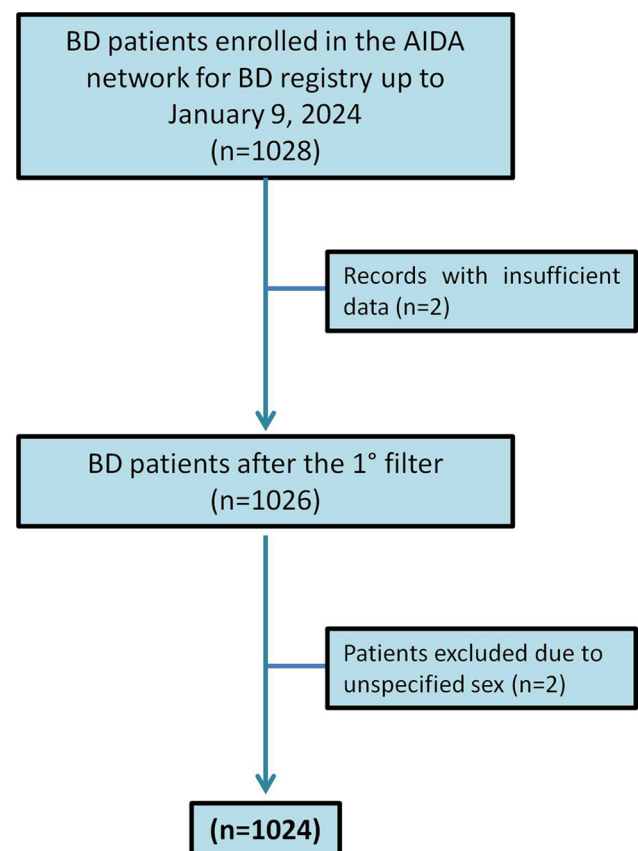 BD patients enrolled in the AIDA
network for BD registry up to
January 9, 2024
(n=1028)
Records with insufficient
data (n=2)
BD patients after the 1° filter
(n=1026)
Patients excluded due to
unspecified sex (n=2)
(n=1024)